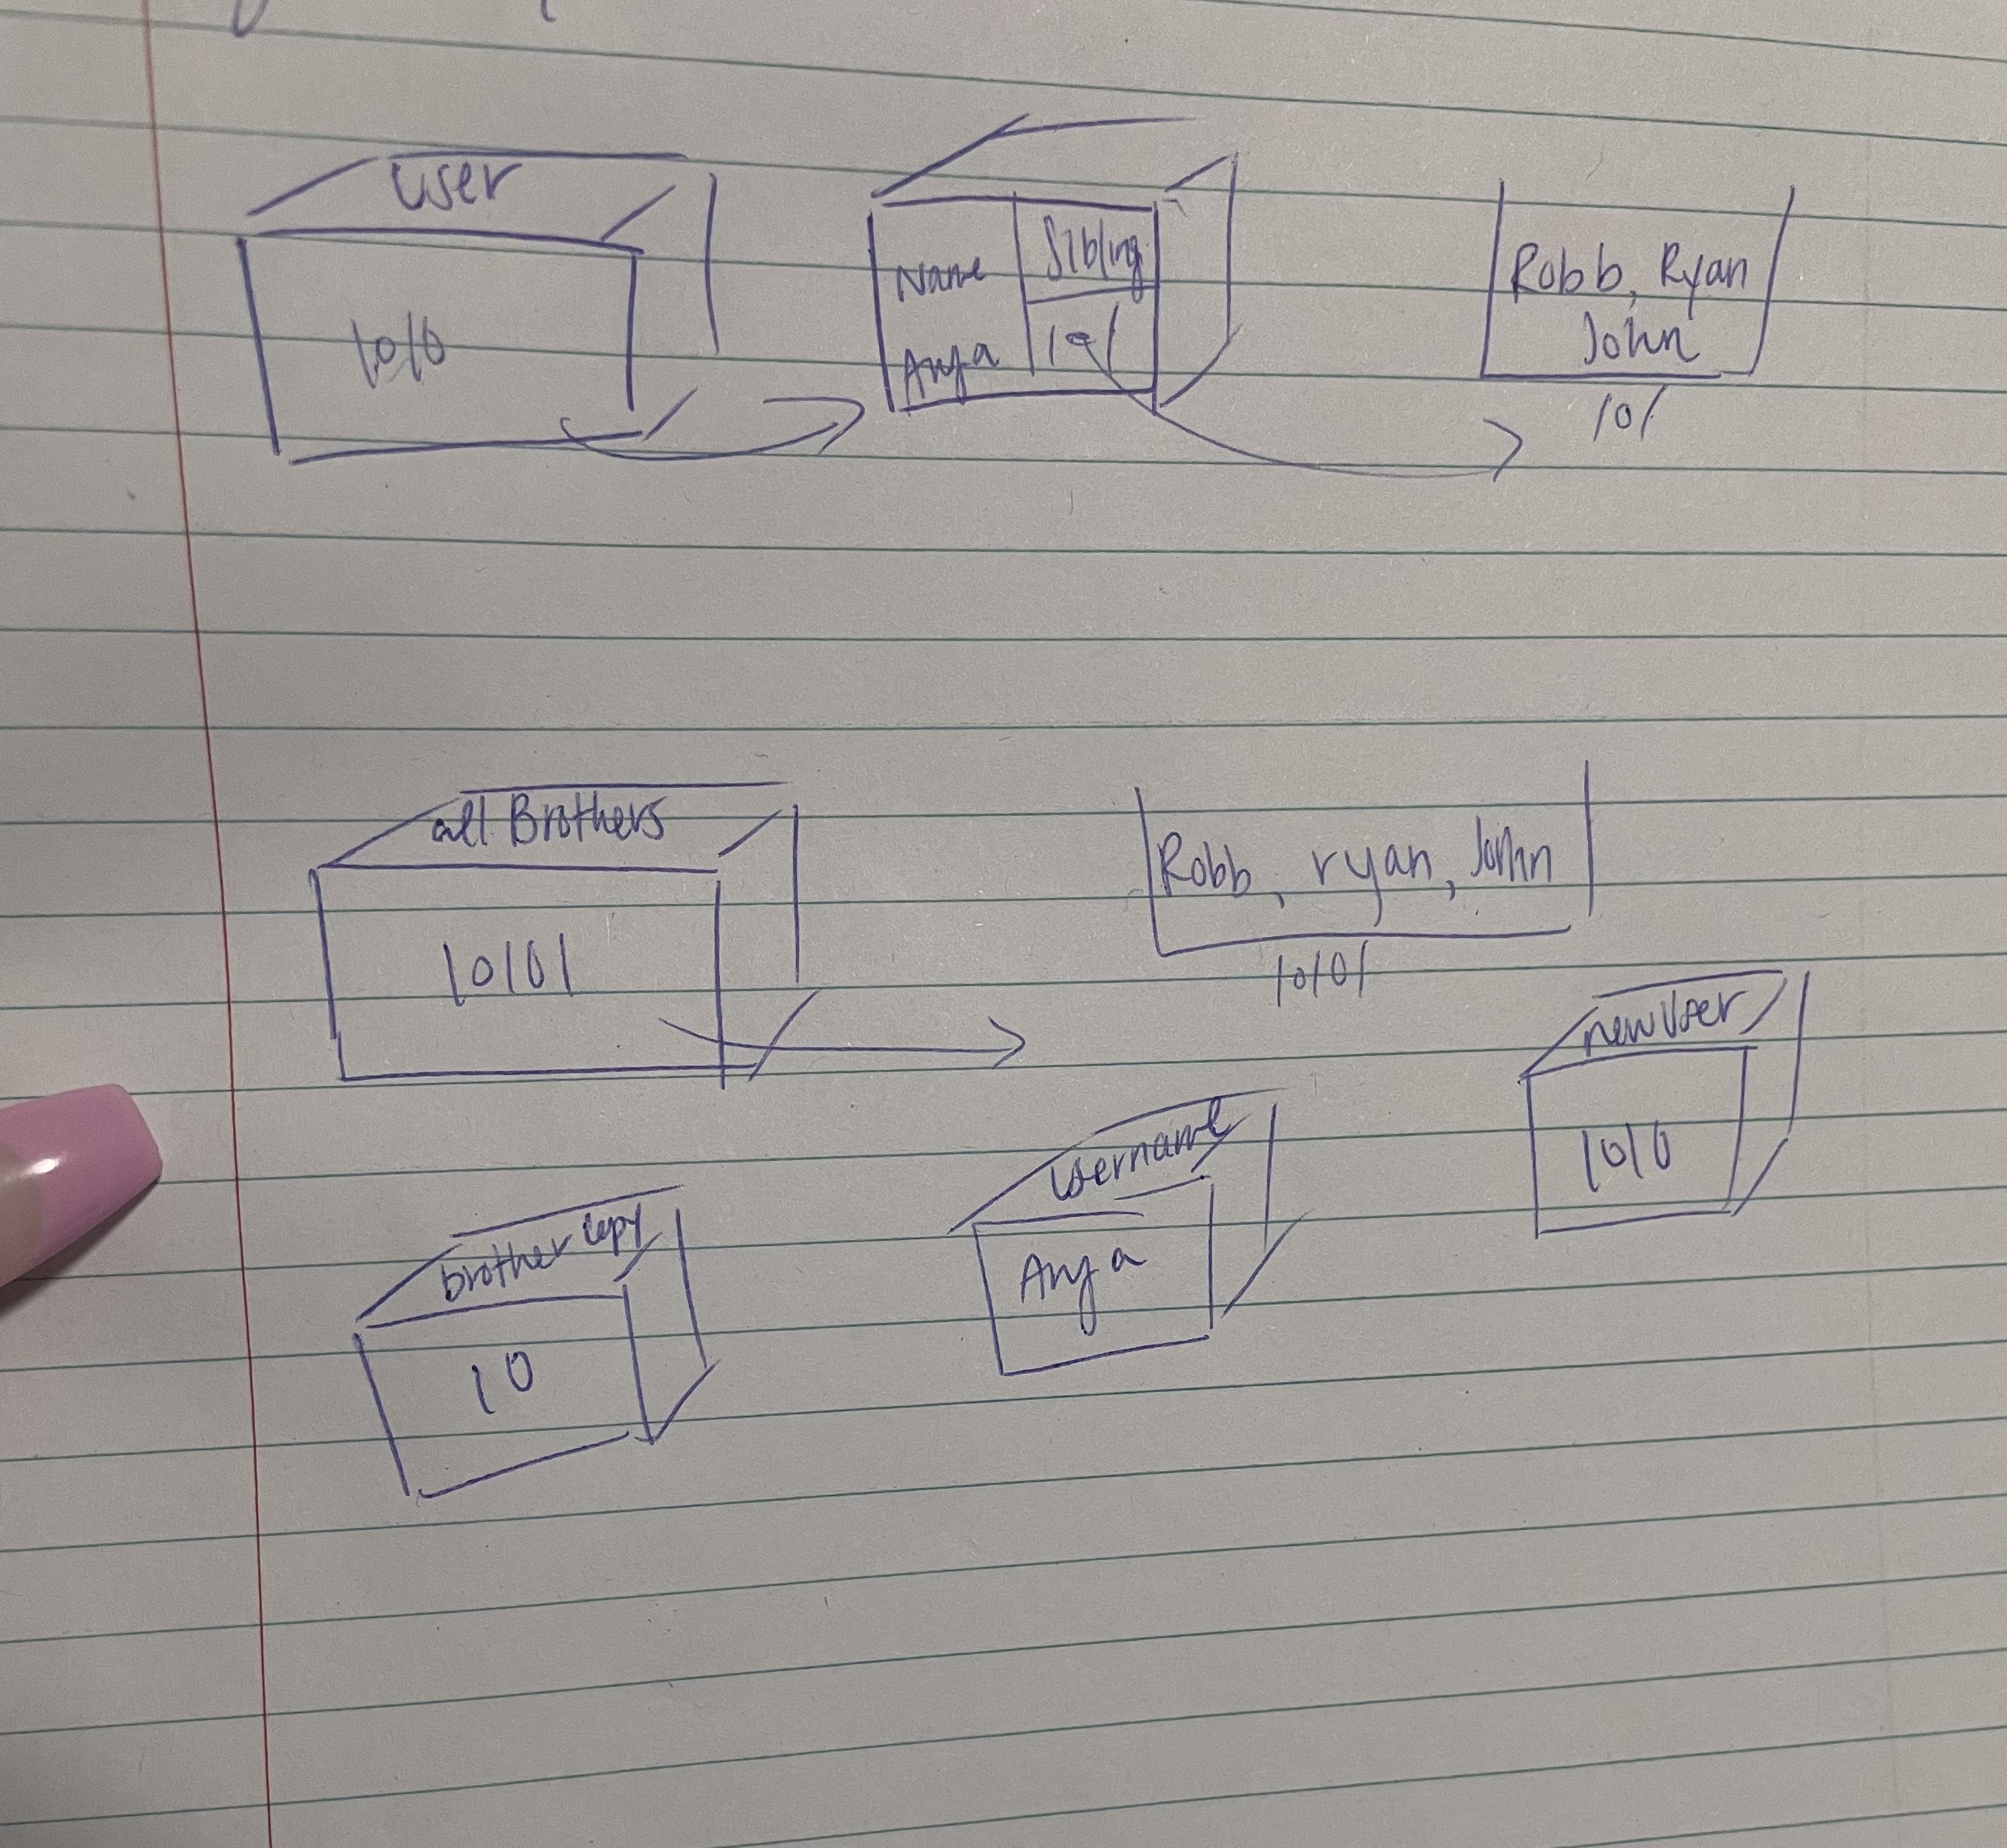 user
1010
Name
Sibling
Anya
101
Robb, Ryan
John
101
all Brothers
10101
Robb, ryan, John
10101
newUser
1010
username
Anya
brother copy
10